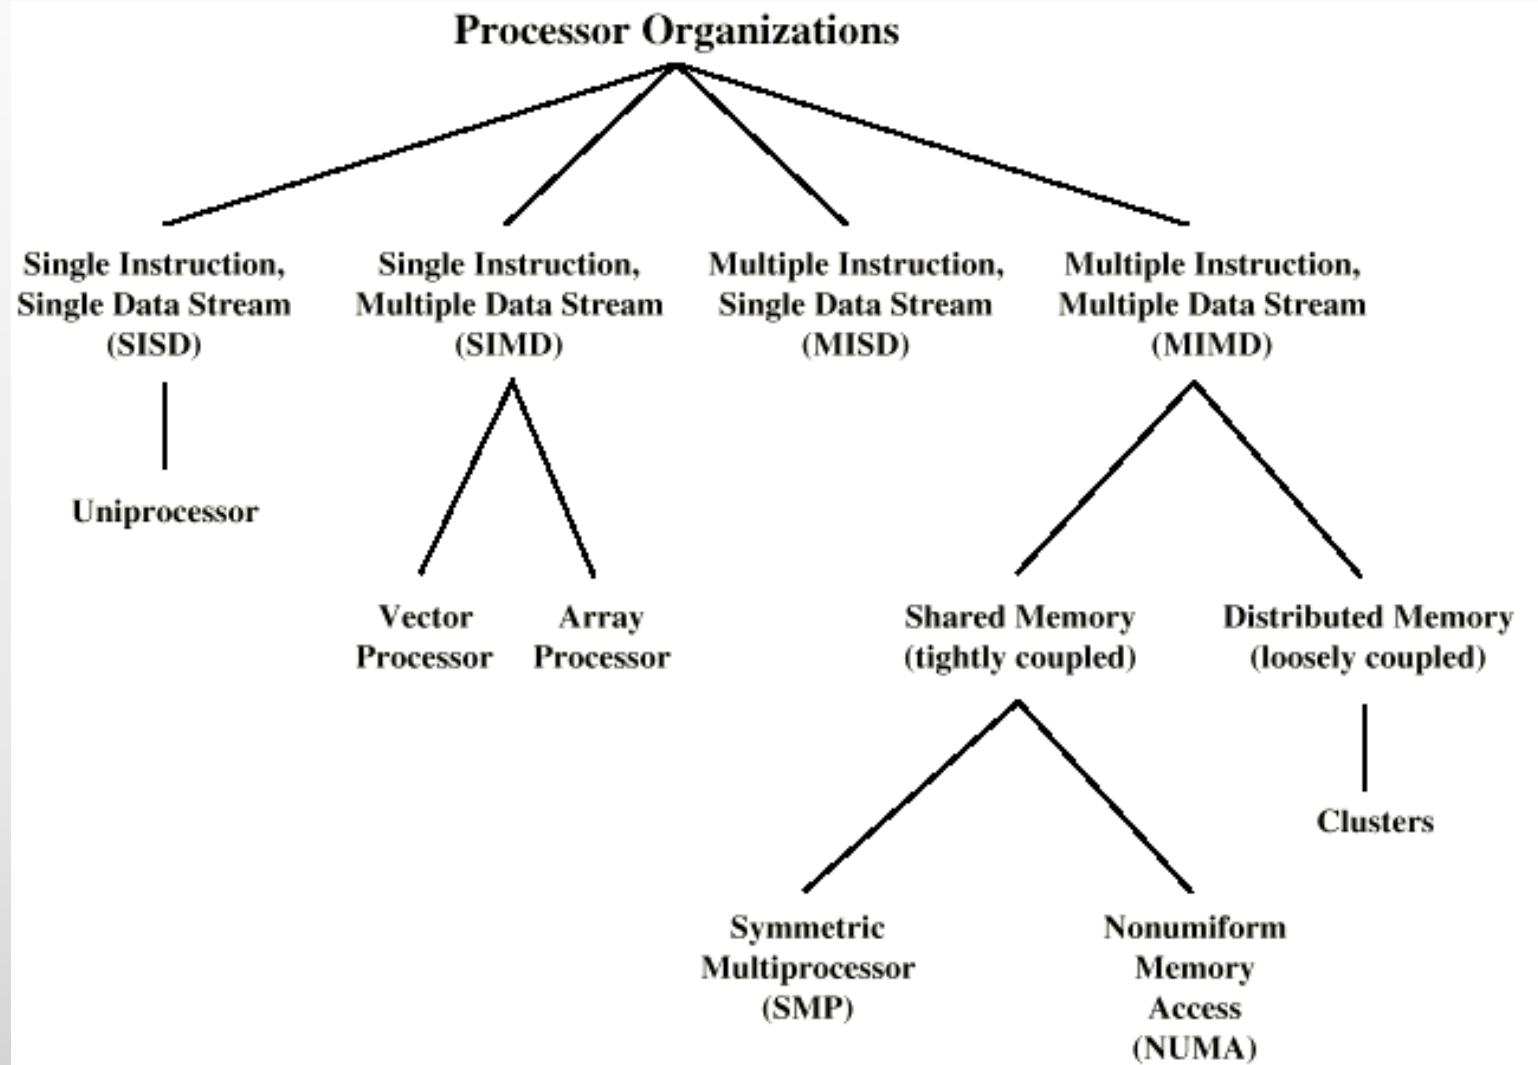 Processor Organizations
Single Instruction,
Single Data Stream
(SISD)
Single Instruction,
Multiple Data Stream
(SIMD)
Multiple Instruction,
Single Data Stream
(MISD)
Multiple Instruction,
Multiple Data Stream
(MIMD)
Uniprocessor
Vector
Processor
Array
Processor
Shared Memory
(tightly coupled)
Distributed Memory
(loosely coupled)
Clusters
Symmetric
Multiprocessor
(SMP)
Nonumiform
Memory
Access
(NUMA)